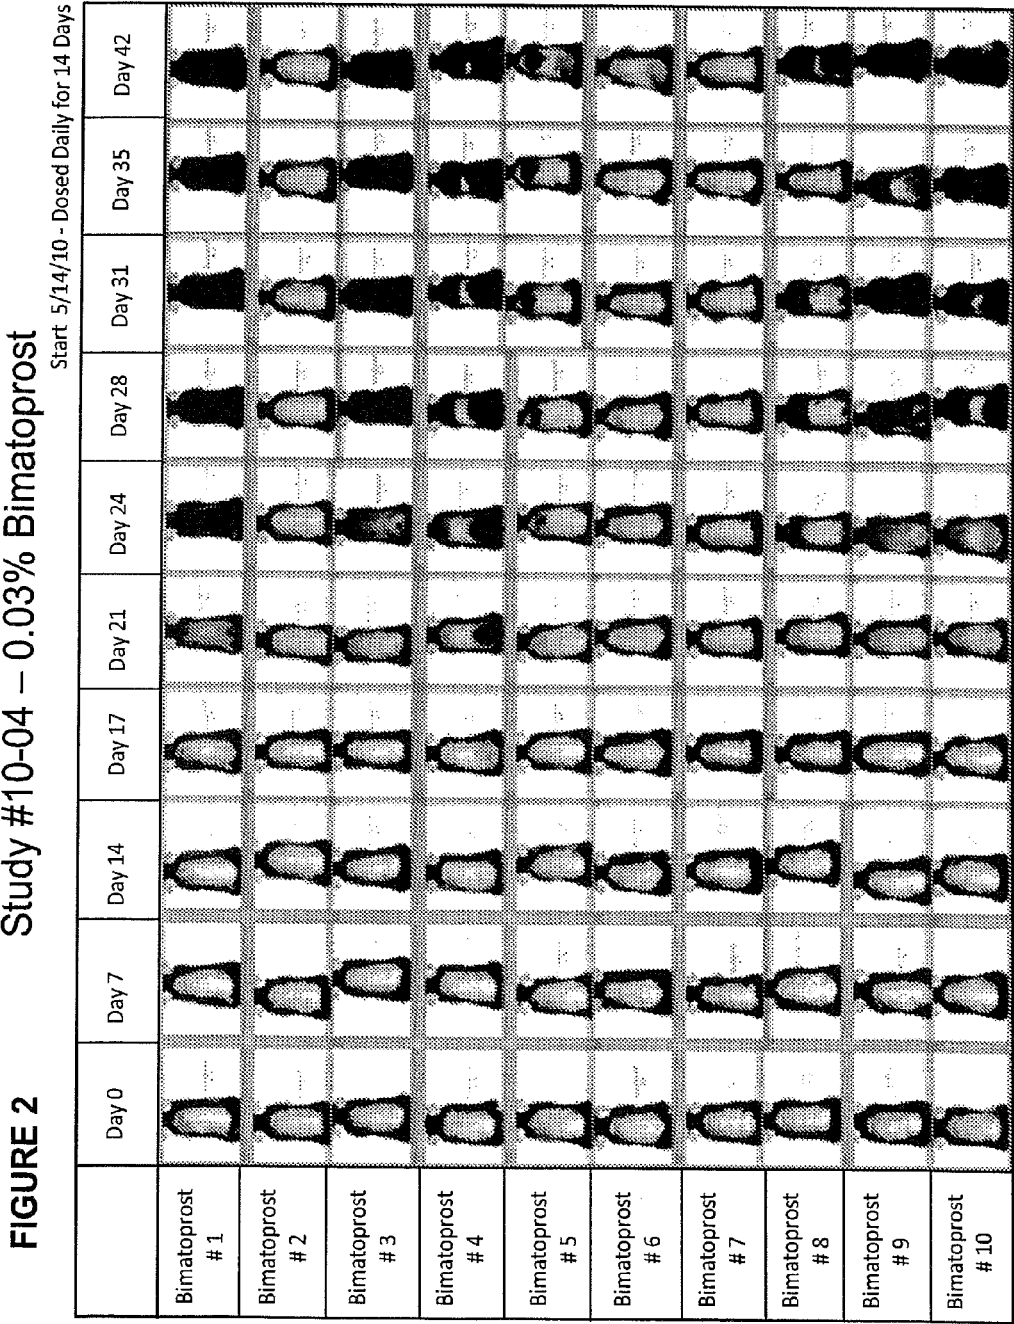 FIGURE 2
Study #10-04 – 0.03% Bimatoprost
Start 5/14/10 - Dosed Daily for 14 Days
Day 0
Day 7
Day 14
Day 17
Day 21
Day 24
Day 28
Day 31
Day 35
Day 42
Bimatoprost
# 1
Bimatoprost
# 2
Bimatoprost
# 3
Bimatoprost
# 4
Bimatoprost
# 5
Bimatoprost
# 6
Bimatoprost
# 7
Bimatoprost
# 8
Bimatoprost
# 9
Bimatoprost
# 10